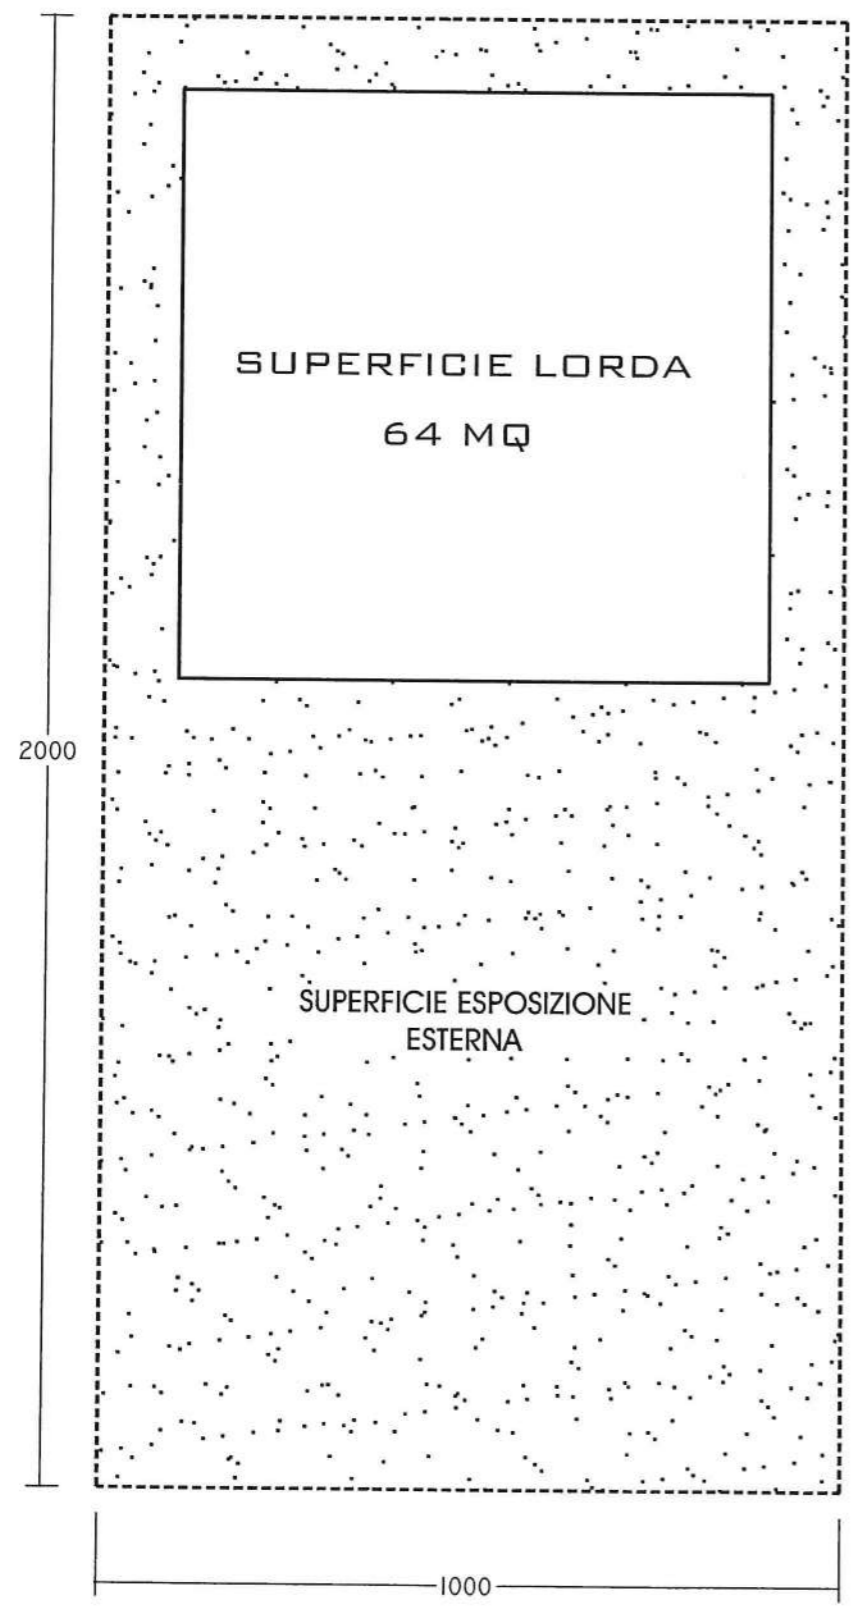 SUPERFICIE LORDA
64 MQ
2000
SUPERFICIE ESPOSIZIONE
ESTERNA
1000